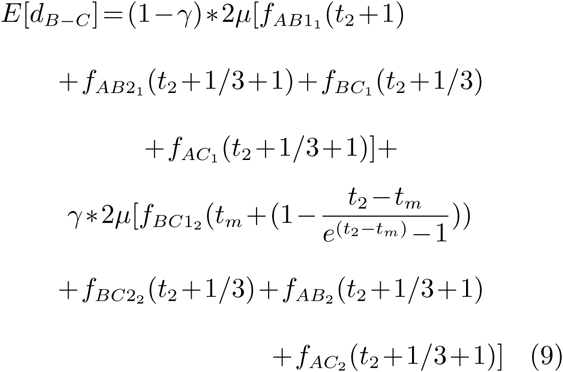 E[d_{B−C}] = (1−γ)∗2μ[f_{AB1_1}(t_2+1)
+f_{AB2_1}(t_2+1/3+1)+f_{BC_1}(t_2+1/3)
+f_{AC_1}(t_2+1/3+1)]+
γ∗2μ[f_{BC1_2}(t_m+(1−\frac{t_2−t_m}{e^{(t_2−t_m)}−1}))
+f_{BC2_2}(t_2+1/3)+f_{AB_2}(t_2+1/3+1)
+f_{AC_2}(t_2+1/3+1)] (9)